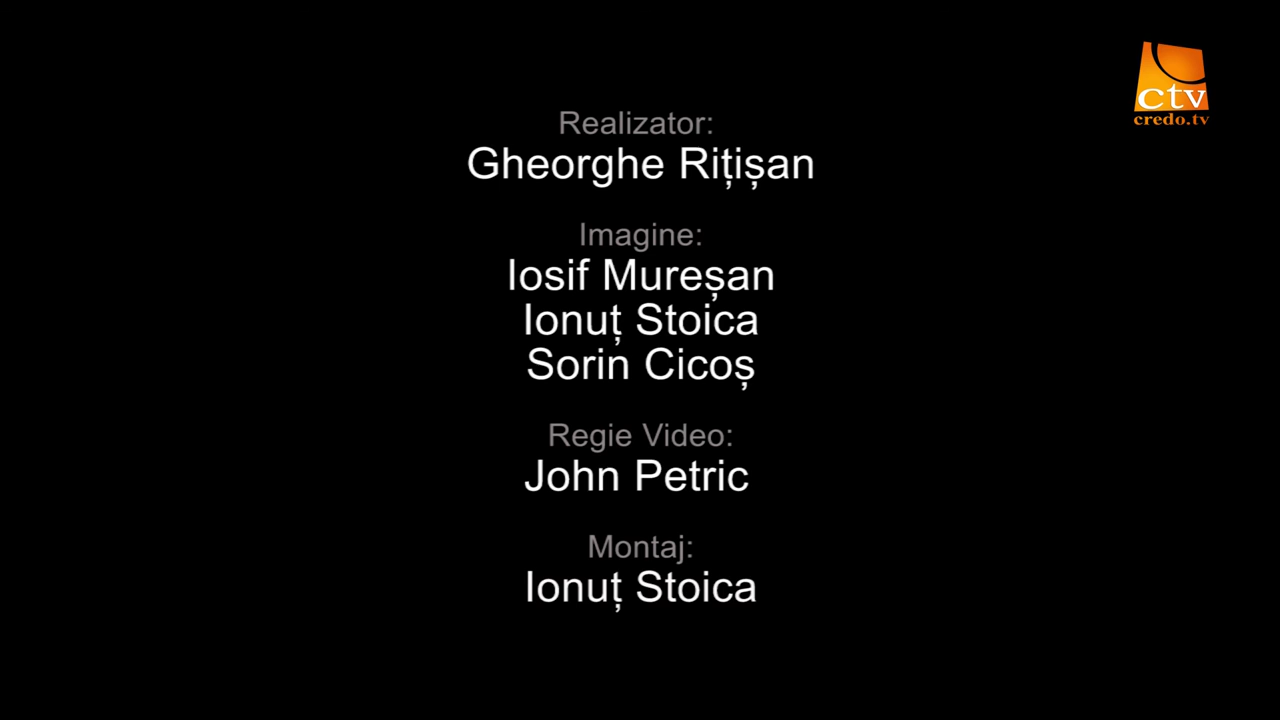 ctv
credo.tv
Realizator:
Gheorghe Rițișan
Imagine:
Iosif Mureșan
Ionuț Stoica
Sorin Cicoș
Regie Video:
John Petric
Montaj:
Ionuț Stoica